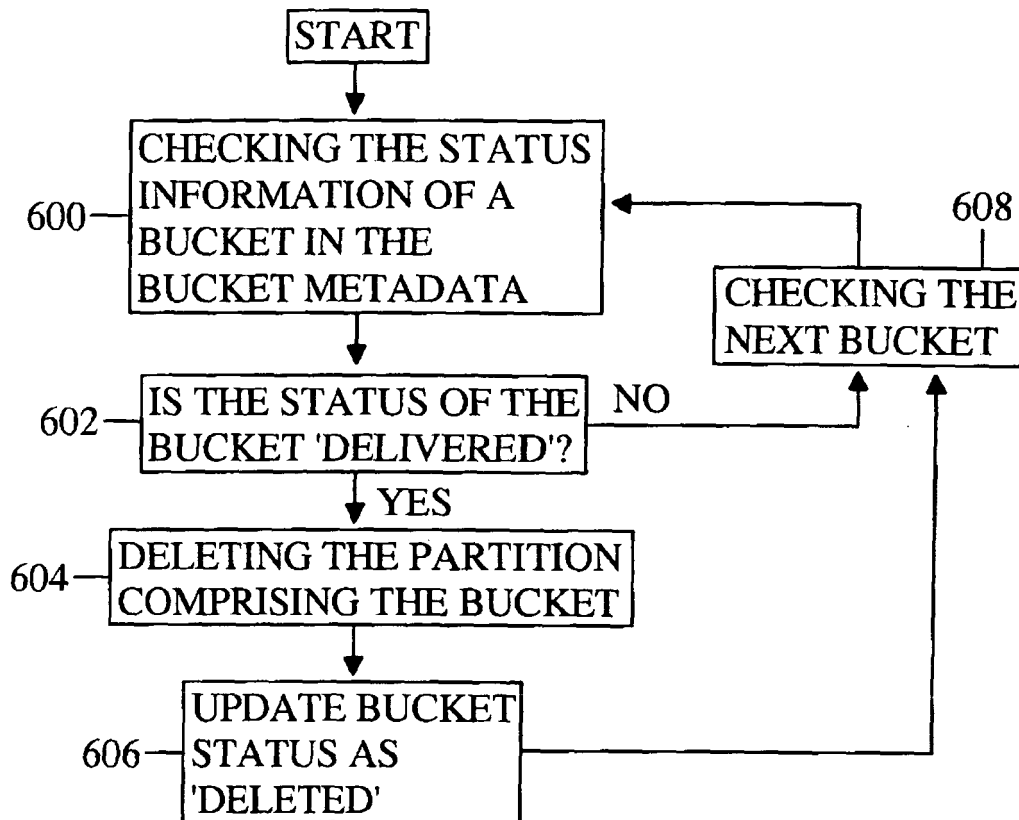 START
CHECKING THE STATUS
INFORMATION OF A
BUCKET IN THE
BUCKET METADATA
600
608
CHECKING THE
NEXT BUCKET
IS THE STATUS OF THE
BUCKET 'DELIVERED'?
602
NO
YES
DELETING THE PARTITION
COMPRISING THE BUCKET
604
UPDATE BUCKET
STATUS AS
'DELETED'
606